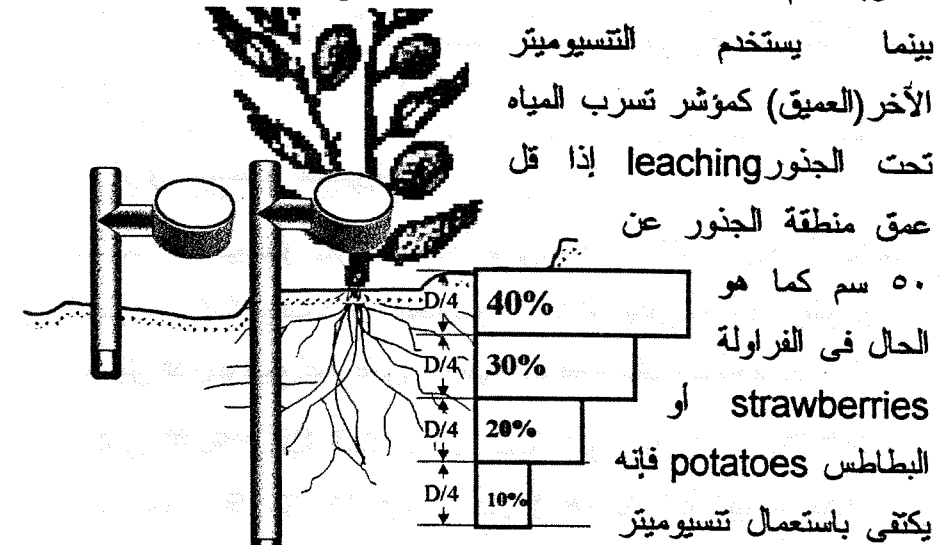 بينما يستخدم التنسيوميتر
الآخر (العميق) كمؤشر تسرب المياه
تحت الجذور leaching إذا قل
عمق منطقة الجذور عن
٥٠ سم كما هو
الحال فى الفراولة
strawberries أو
البطاطس potatoes فإنه
يكتفى باستعمال تنسيوميتر
D/4 40%
D/4 30%
D/4 20%
D/4 10%